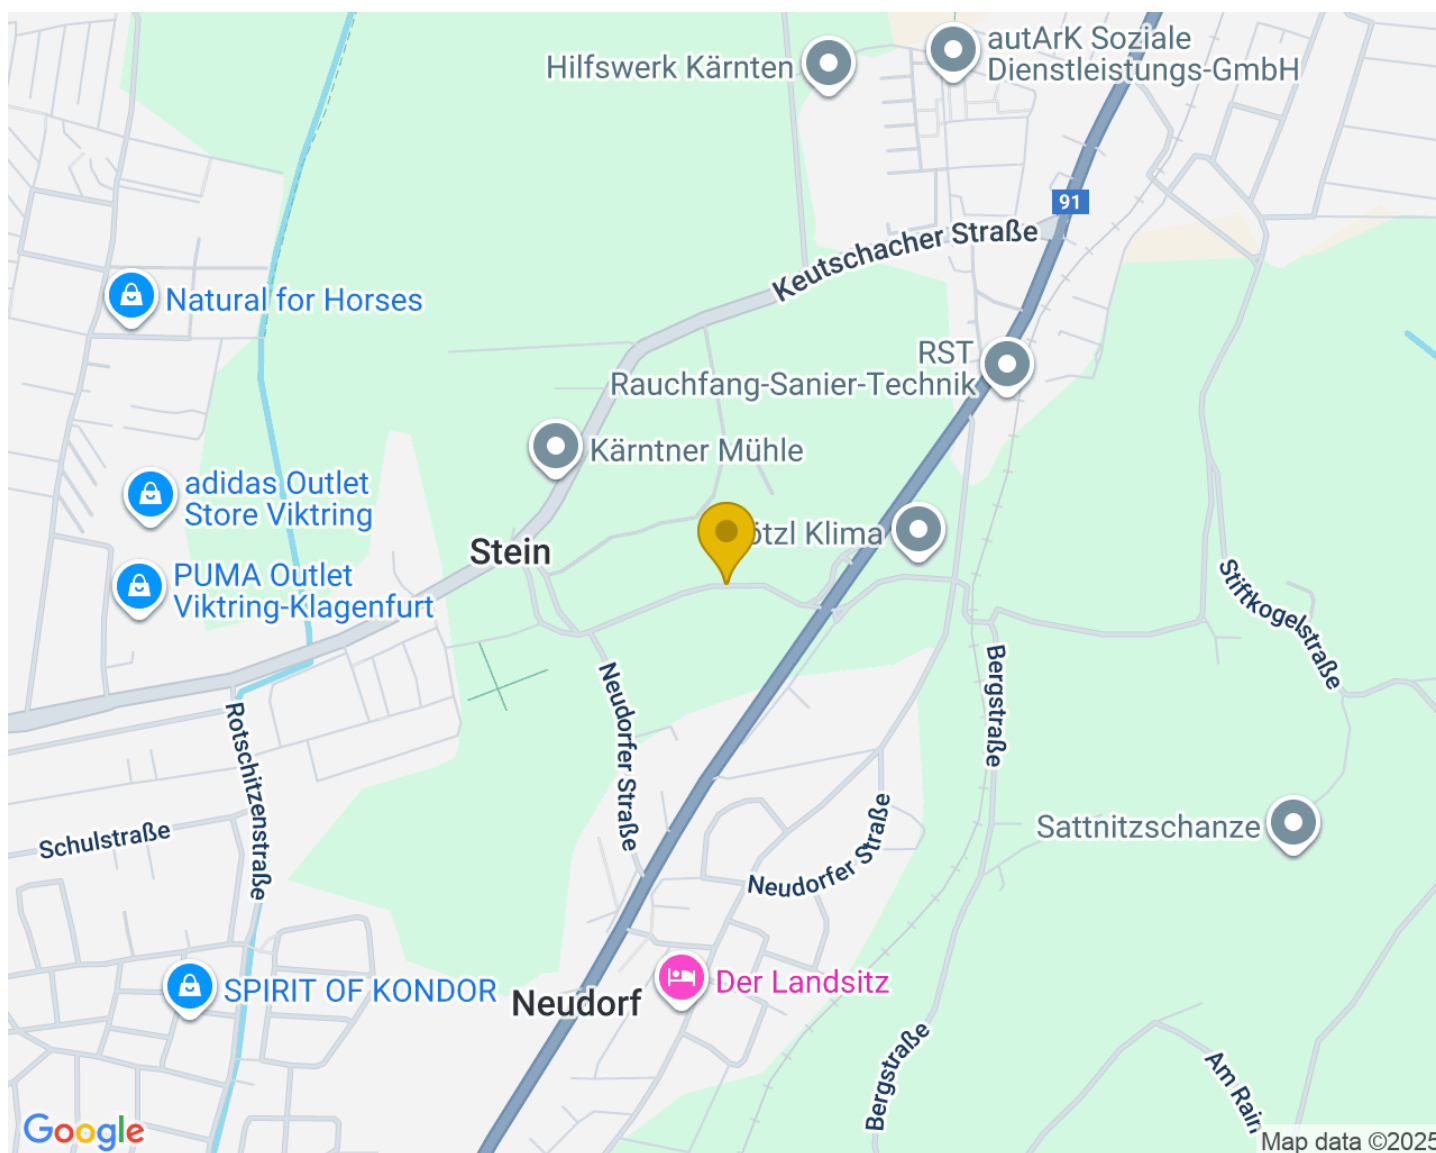 autArK Soziale
Dienstleistungs-GmbH
Hilfswerk Kärnten
91
Keutschacher Straße
Natural for Horses
RST
Rauchfang-Sanier-Technik
Kärntner Mühle
adidas Outlet
Store Viktring
Klima
Stein
PUMA Outlet
Viktring-Klagenfurt
Stiftkogelstraße
Neudorfer Straße
Bergstraße
Rotschitzenstraße
Schulstraße
Sattnitzschanze
Neudorfer Straße
SPIRIT OF KONDOR
Der Landsitz
Neudorf
Bergstraße
Am Rain
Google
Map data ©2025